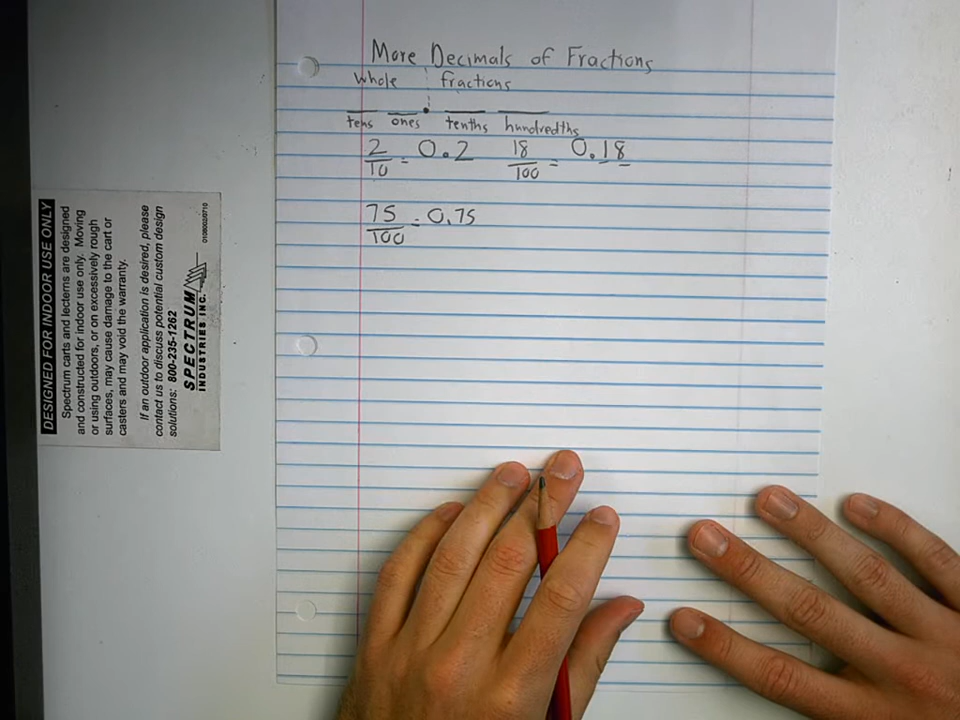 More Decimals of Fractions
whole fractions
.
tens ones tenths hundredths
2/10 = 0.2 18/100 = 0.18
75/100 = 0.75
DESIGNED FOR INDOOR USE ONLY
Spectrum carts and lecterns are designed
and constructed for indoor use only. Moving
or using outdoors, or on excessively rough
surfaces, may cause damage to the cart or
casters and may void the warranty.
If an outdoor application is desired, please
contact us to discuss potential custom design
solutions: 800-235-1262
SPECTRUM
INDUSTRIES INC.